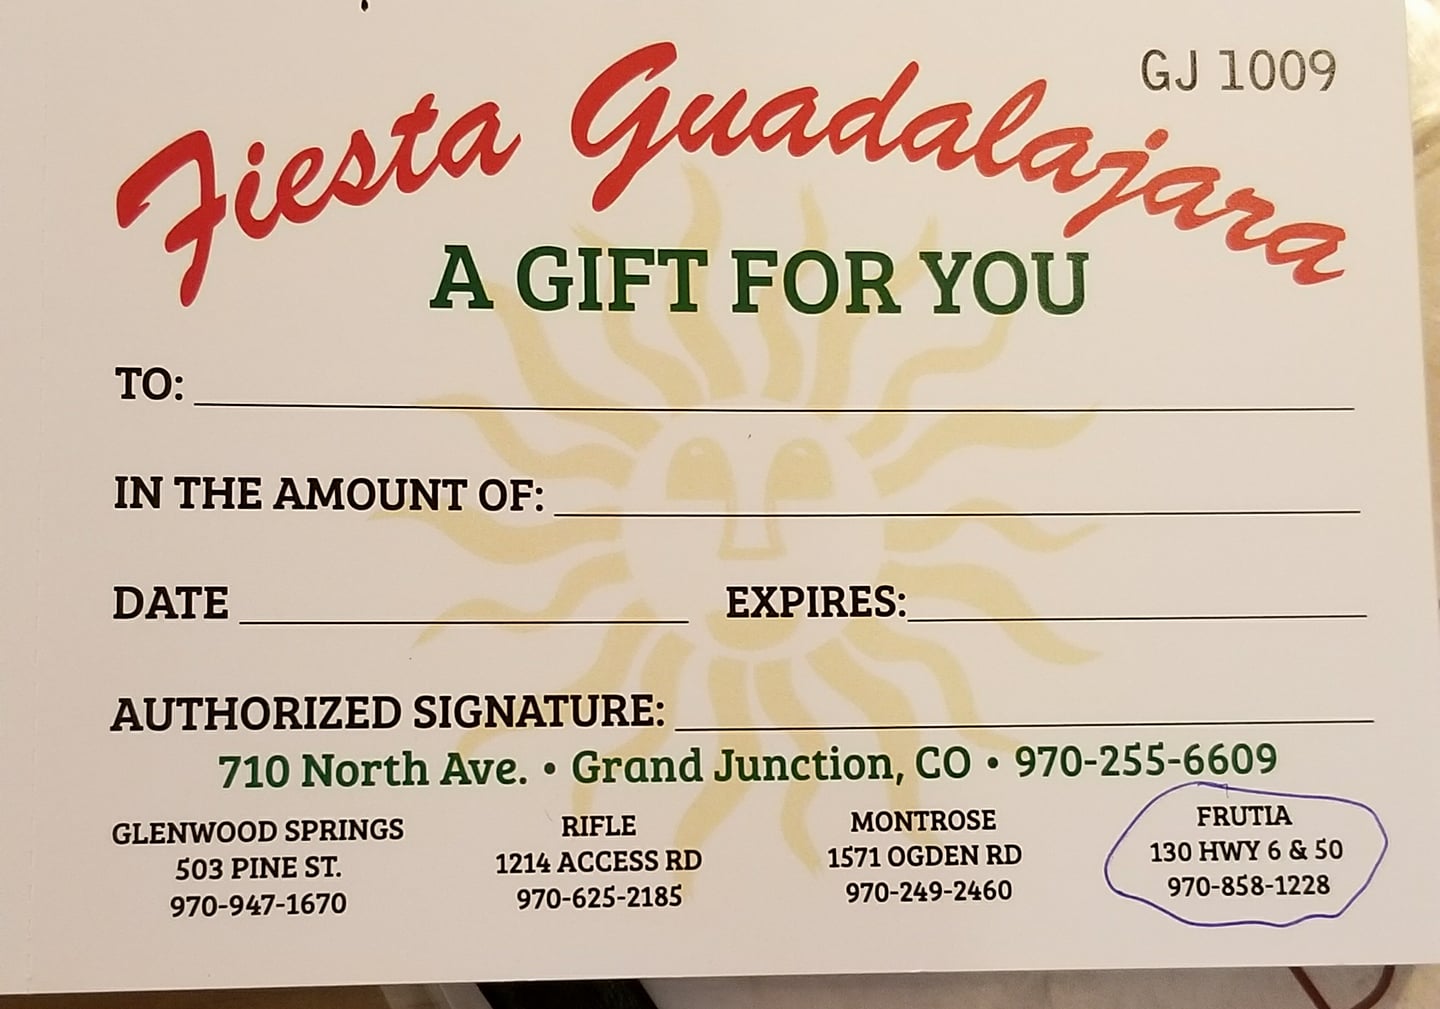 GJ 1009
Fiesta Guadalajara
A GIFT FOR YOU
TO:
IN THE AMOUNT OF:
DATE EXPIRES:
AUTHORIZED SIGNATURE:
710 North Ave. • Grand Junction, CO • 970-255-6609
GLENWOOD SPRINGS
503 PINE ST.
970-947-1670
RIFLE
1214 ACCESS RD
970-625-2185
MONTROSE
1571 OGDEN RD
970-249-2460
FRUTIA
130 HWY 6 & 50
970-858-1228